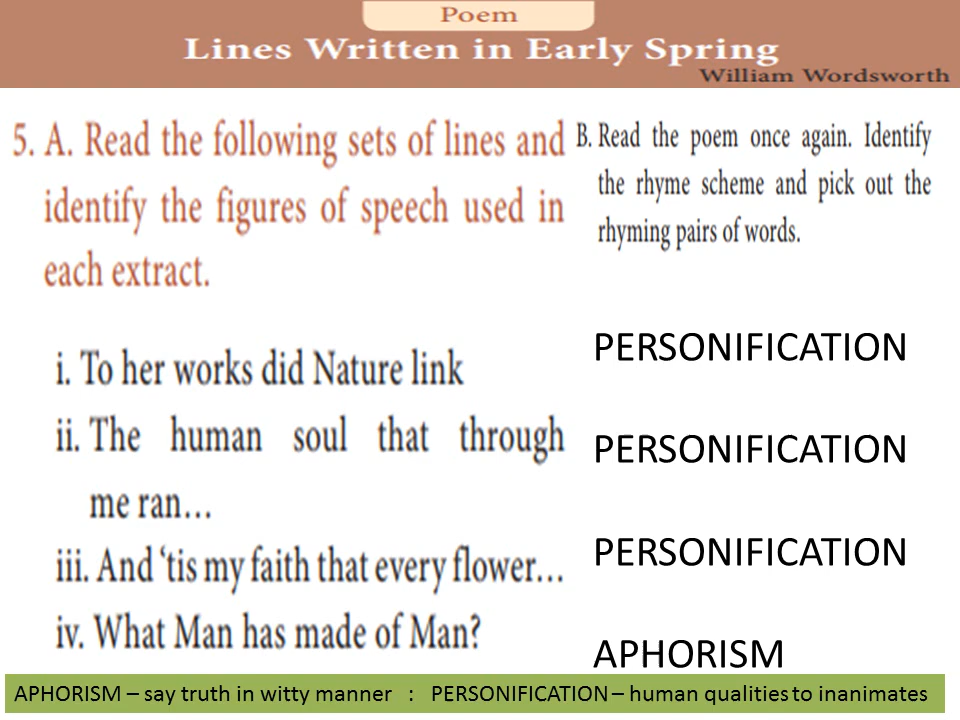 Poem
Lines Written in Early Spring
William Wordsworth
5. A. Read the following sets of lines and
identify the figures of speech used in
each extract.
i. To her works did Nature link
ii. The human soul that through
me ran...
iii. And ‘tis my faith that every flower...
iv. What Man has made of Man?
B. Read the poem once again. Identify
the rhyme scheme and pick out the
rhyming pairs of words.
PERSONIFICATION
PERSONIFICATION
PERSONIFICATION
APHORISM
APHORISM – say truth in witty manner : PERSONIFICATION – human qualities to inanimates